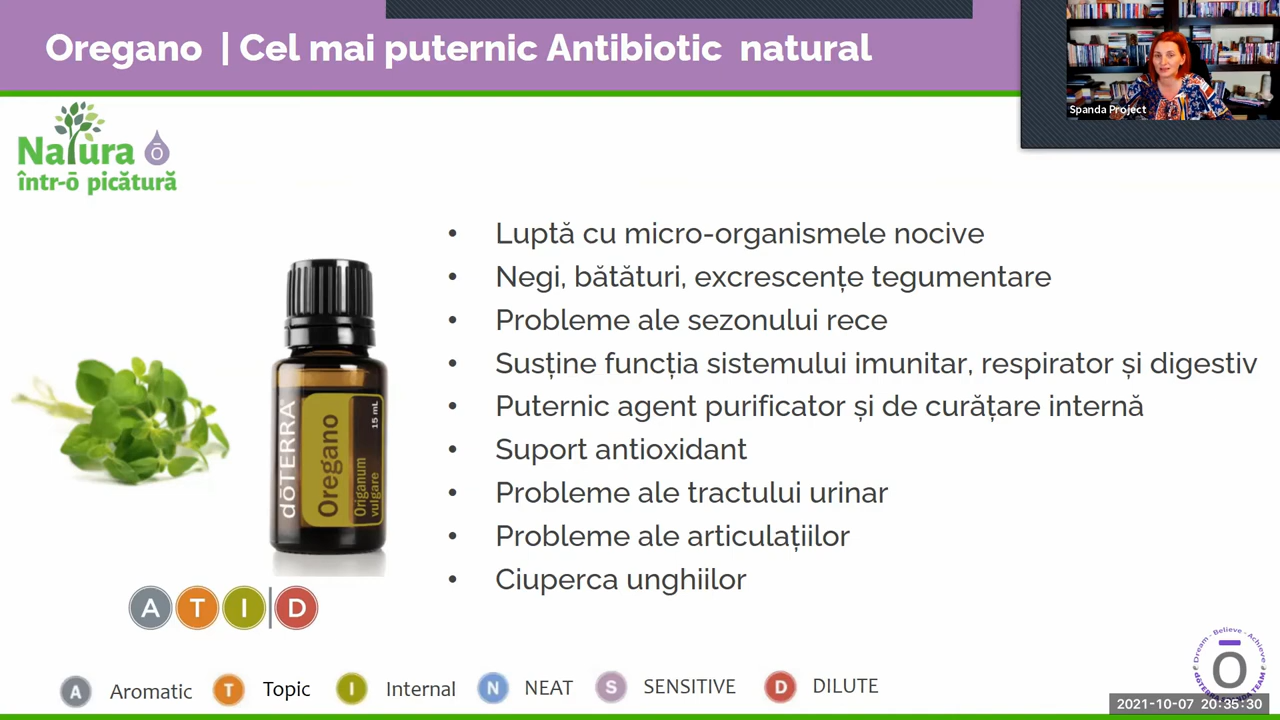 Oregano | Cel mai puternic Antibiotic natural
Spanda Project
Natura ō
într-ō picătură
• Luptă cu micro-organismele nocive
• Negi, bătături, excrescențe tegumentare
• Probleme ale sezonului rece
• Susține funcția sistemului imunitar, respirator și digestiv
• Puternic agent purificator și de curățare internă
• Suport antioxidant
• Probleme ale tractului urinar
• Probleme ale articulațiilor
• Ciuperca unghiilor
dōTERRA
Oregano
Origanum
vulgare
15 mL
A T I D
A Aromatic T Topic I Internal N NEAT S SENSITIVE D DILUTE
Dream - Believe - Achieve
ō
2021-10-07 20:35:30